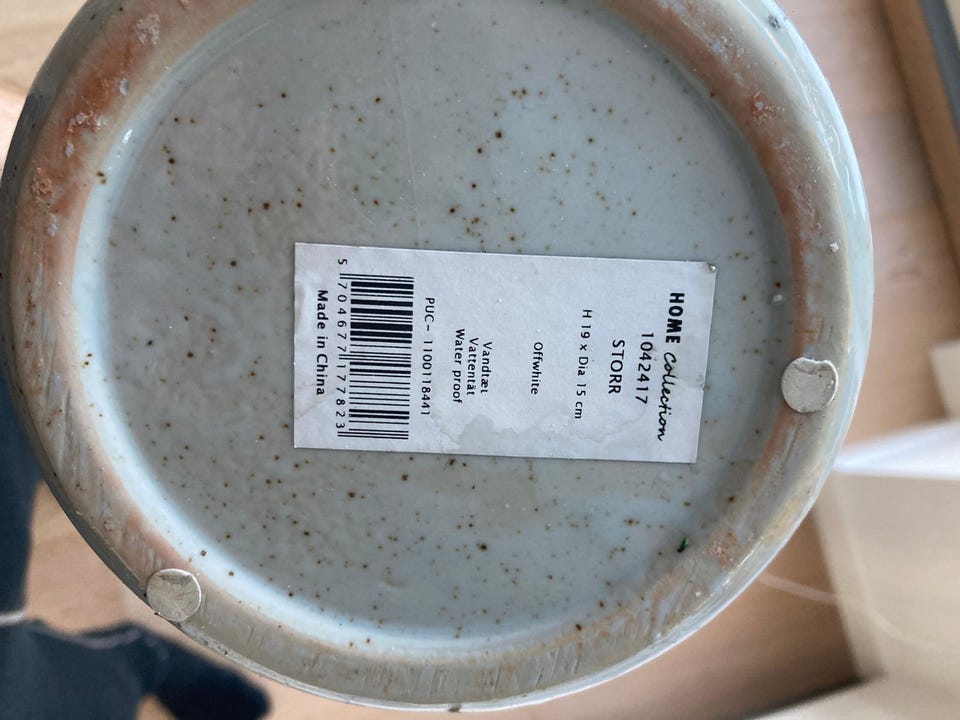 HOME collection
1042417
STORR
H 19 x Dia 15 cm
Offwhite
Vandtæt
Vattentät
Water proof
PUC- 1100118441
5 704677 177823
Made in China